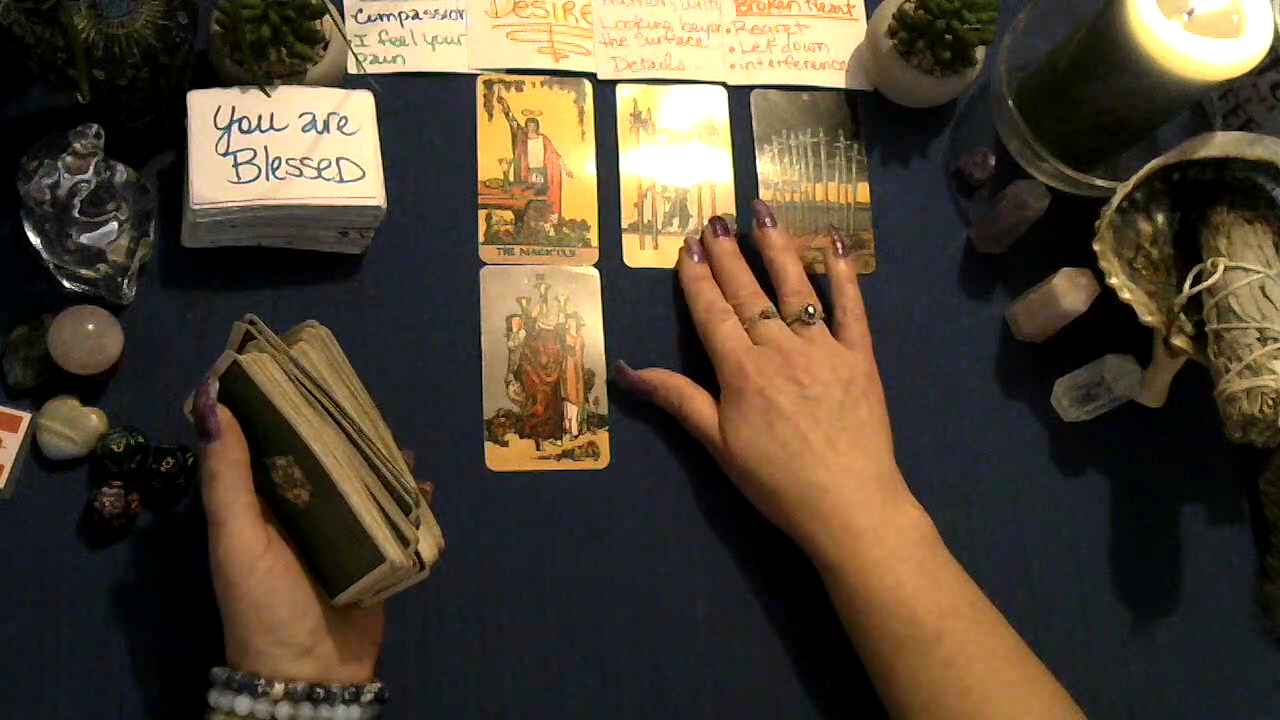 Compassion
I feel your
pain
DESIRE
Looking beyond
the surface
Details...
Broken Heart
• Regret
• Let down
• interference
You are
Blessed
THE MAGICIAN
III